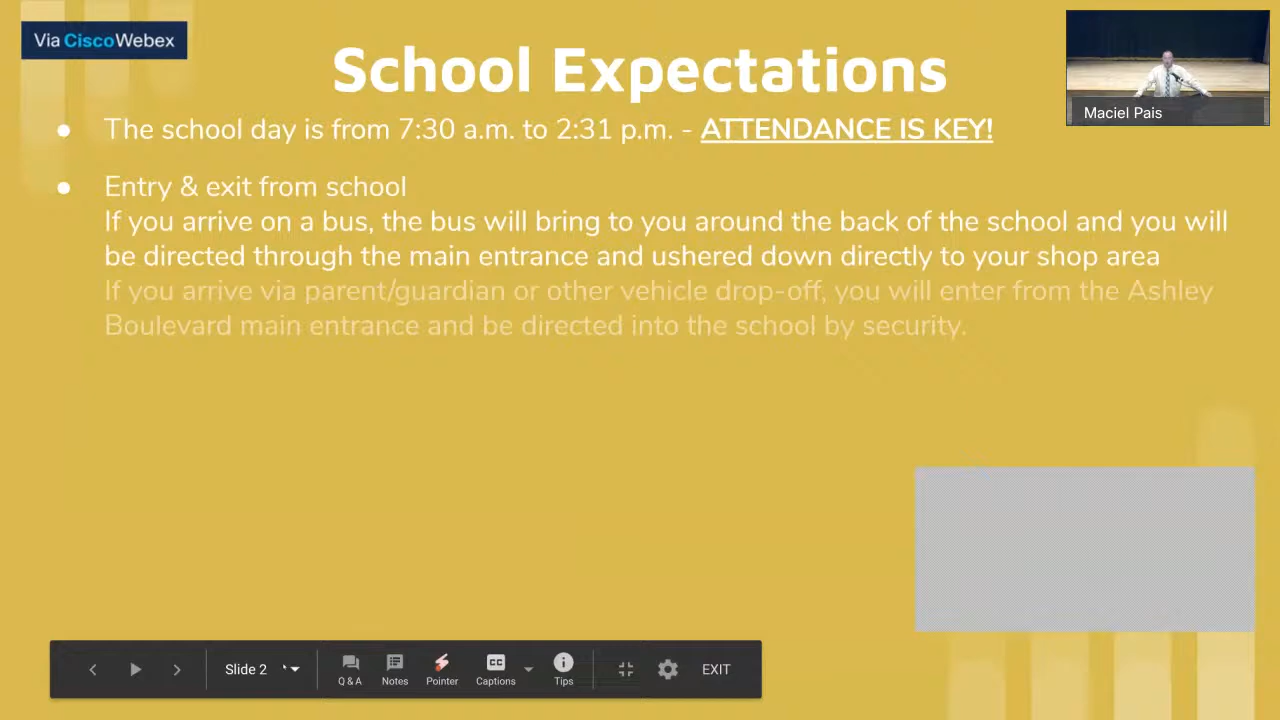 Via Cisco Webex
School Expectations
Maciel Pais
● The school day is from 7:30 a.m. to 2:31 p.m. - ATTENDANCE IS KEY!
● Entry & exit from school
If you arrive on a bus, the bus will bring to you around the back of the school and you will
be directed through the main entrance and ushered down directly to your shop area
If you arrive via parent/guardian or other vehicle drop-off, you will enter from the Ashley
Boulevard main entrance and be directed into the school by security.
Slide 2
Q & A
Notes
Pointer
CC
Captions
Tips
EXIT